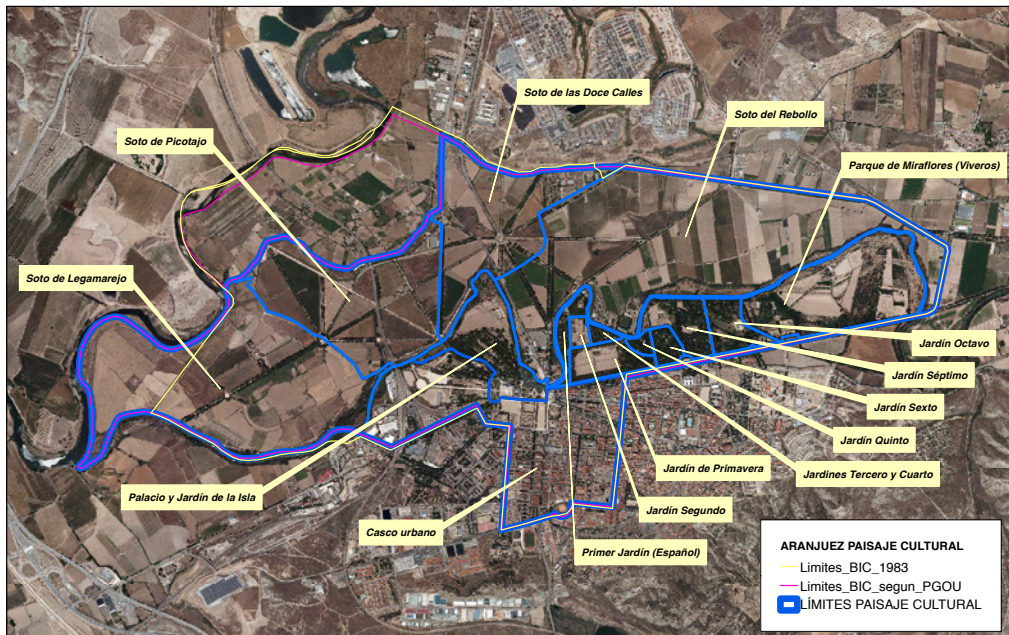 Soto de las Doce Calles
Soto del Rebollo
Soto de Picotajo
Parque de Miraflores (Viveros)
Soto de Legamarejo
Jardín Octavo
Jardín Séptimo
Jardín Sexto
Jardín Quinto
Jardín de Primavera
Jardines Tercero y Cuarto
Palacio y Jardín de la Isla
Jardín Segundo
Casco urbano
Primer Jardín (Español)
ARANJUEZ PAISAJE CULTURAL
Limites_BIC_1983
Limites_BIC_segun_PGOU
LÍMITES PAISAJE CULTURAL